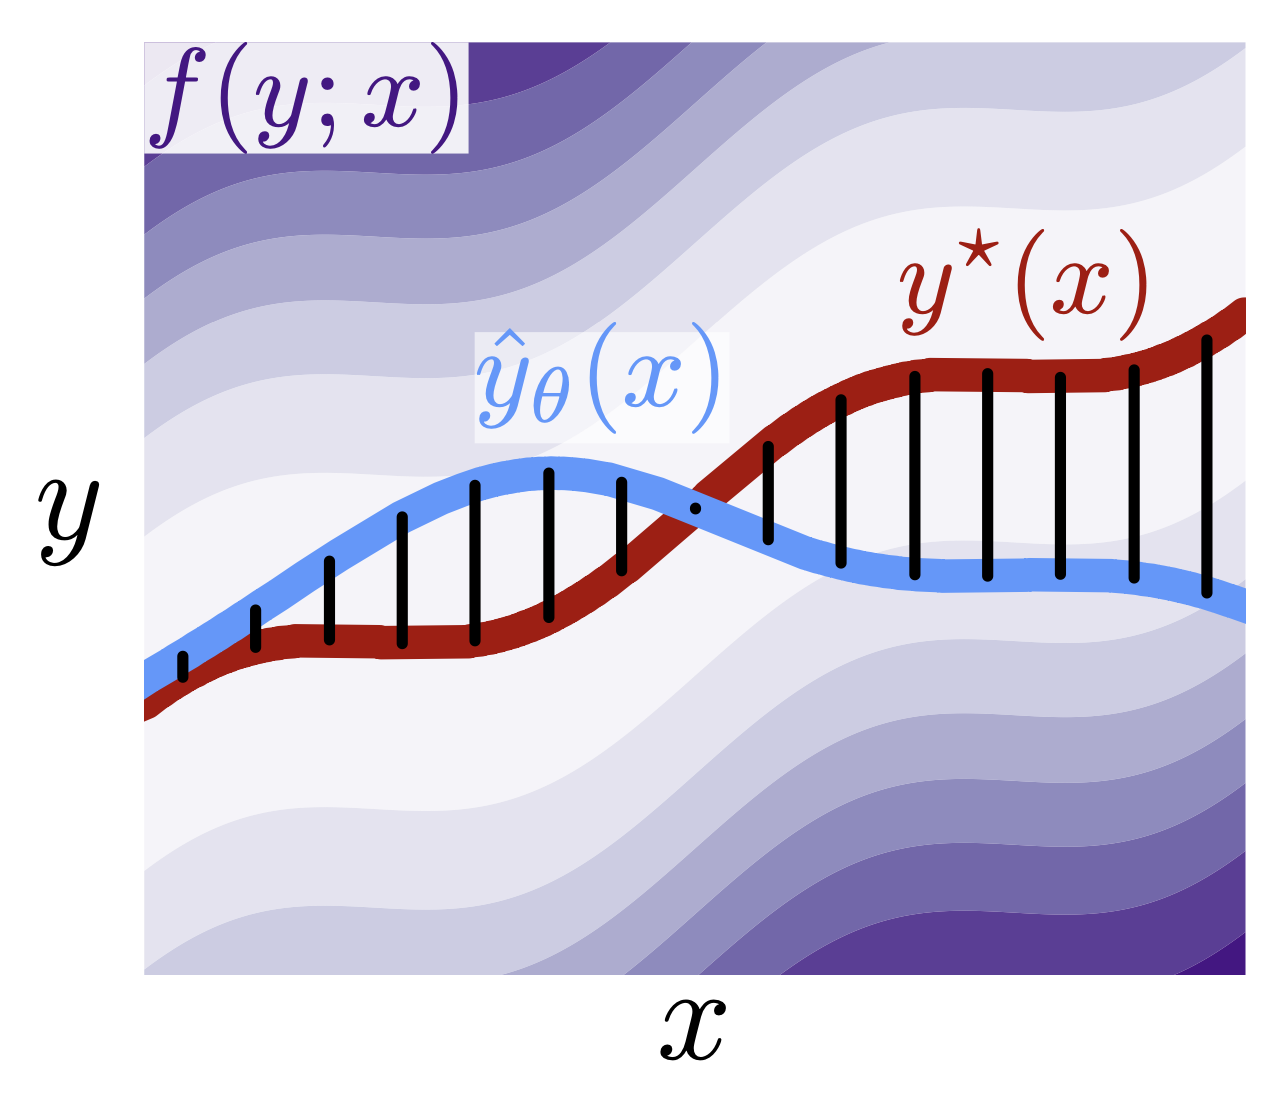 f(y; x)
y⋆(x)
ŷθ(x)
y
x